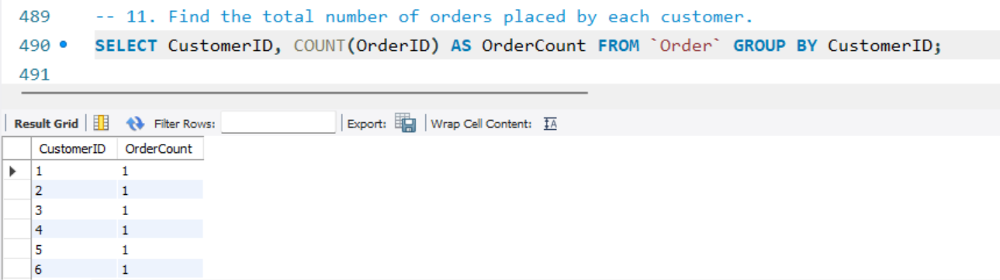 489 -- 11. Find the total number of orders placed by each customer.
490 SELECT CustomerID, COUNT(OrderID) AS OrderCount FROM `Order` GROUP BY CustomerID;
491
Result Grid Filter Rows: Export: Wrap Cell Content: IA
CustomerID OrderCount
1 1
2 1
3 1
4 1
5 1
6 1